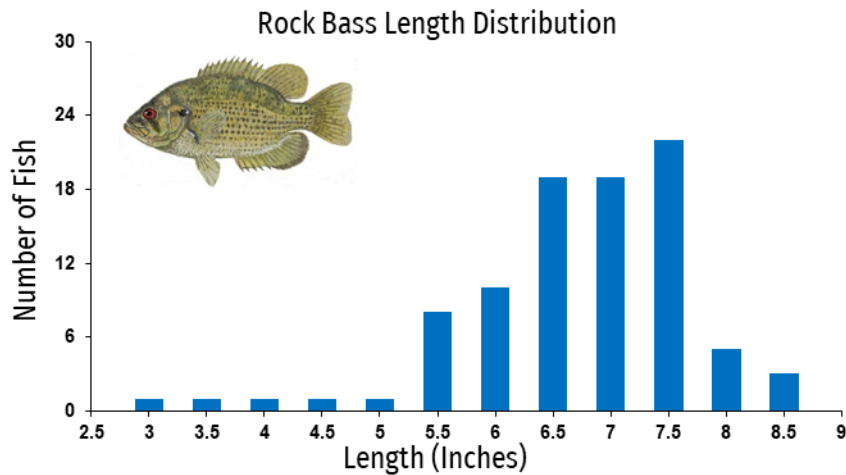 Rock Bass Length Distribution
30
24
18
12
6
0
Number of Fish
2.5 3 3.5 4 4.5 5 5.5 6 6.5 7 7.5 8 8.5 9
Length (Inches)